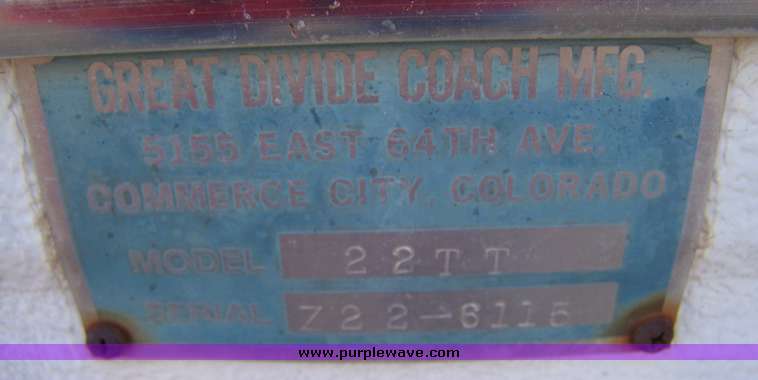 GREAT DIVIDE COACH MFG.
5155 EAST 64TH AVE.
COMMERCE CITY, COLORADO
MODEL 22TT
SERIAL Z22-6115
www.purplewave.com